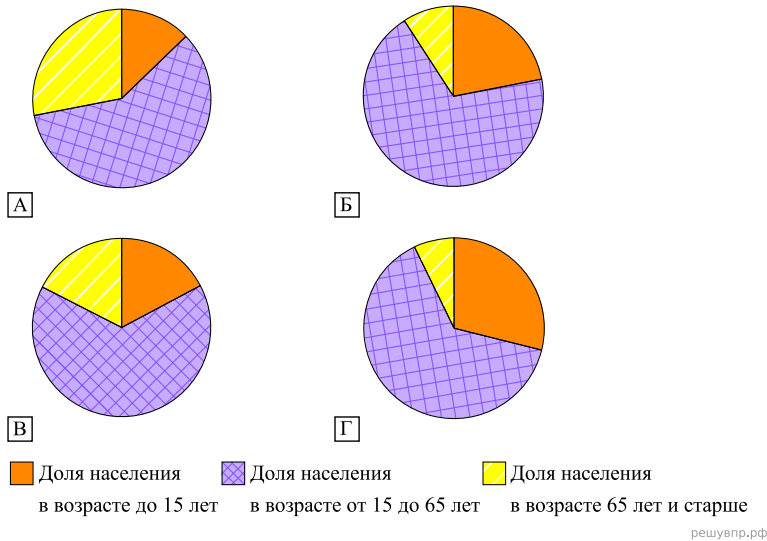 А
Б
В
Г
Доля населения
в возрасте до 15 лет
Доля населения
в возрасте от 15 до 65 лет
Доля населения
в возрасте 65 лет и старше
решувпр.рф